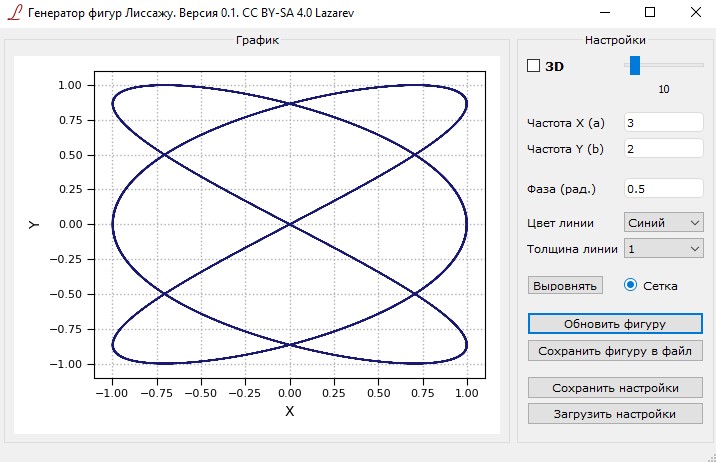 Генератор фигур Лиссажу. Версия 0.1. CC BY-SA 4.0 Lazarev
График
1.00
0.75
0.50
0.25
0.00
−0.25
−0.50
−0.75
−1.00
Y
−1.00 −0.75 −0.50 −0.25 0.00 0.25 0.50 0.75 1.00
X
Настройки
3D
10
Частота X (a) 3
Частота Y (b) 2
Фаза (рад.) 0.5
Цвет линии Синий
Толщина линии 1
Выровнять Сетка
Обновить фигуру
Сохранить фигуру в файл
Сохранить настройки
Загрузить настройки